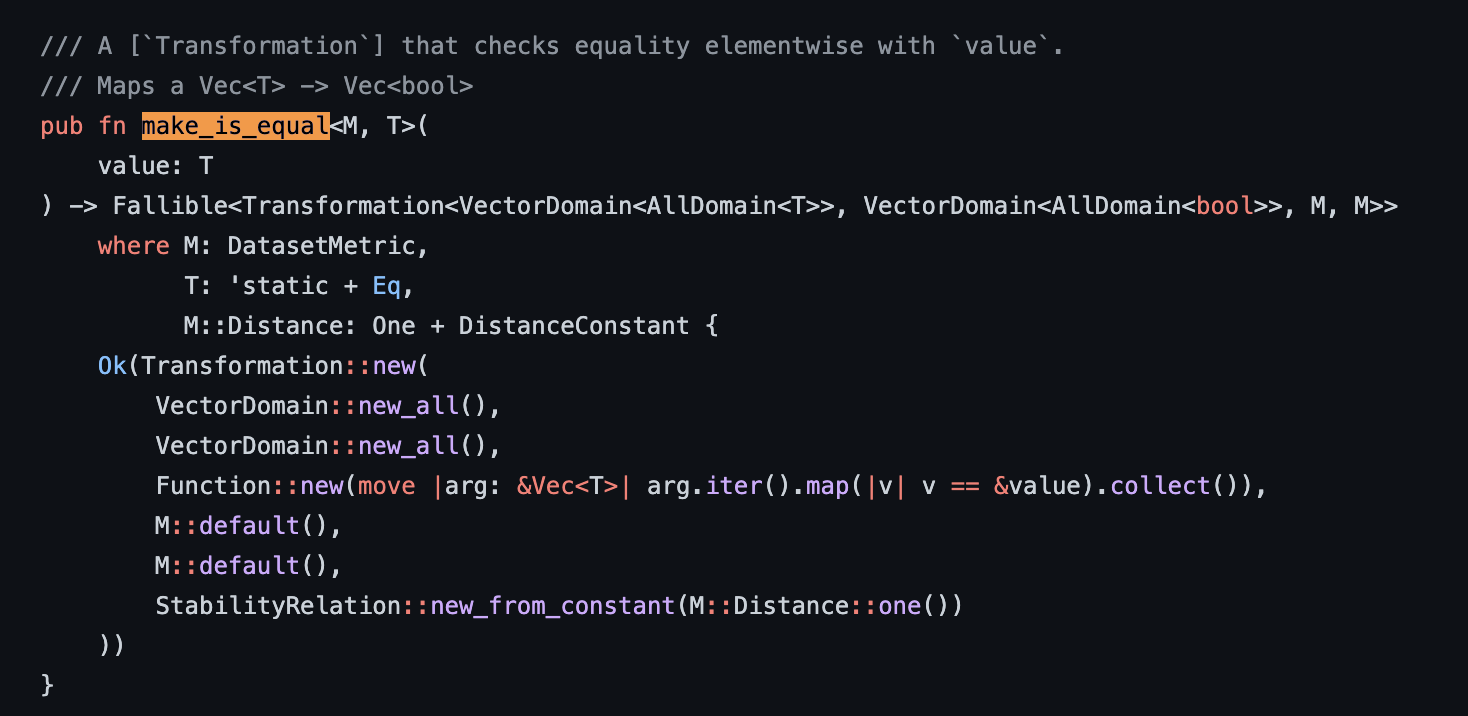 /// A [`Transformation`] that checks equality elementwise with `value`.
/// Maps a Vec<T> -> Vec<bool>
pub fn make_is_equal<M, T>(
    value: T
) -> Fallible<Transformation<VectorDomain<AllDomain<T>>, VectorDomain<AllDomain<bool>>, M, M>>
    where M: DatasetMetric,
          T: 'static + Eq,
          M::Distance: One + DistanceConstant {
    Ok(Transformation::new(
        VectorDomain::new_all(),
        VectorDomain::new_all(),
        Function::new(move |arg: &Vec<T>| arg.iter().map(|v| v == &value).collect()),
        M::default(),
        M::default(),
        StabilityRelation::new_from_constant(M::Distance::one())
    ))
}